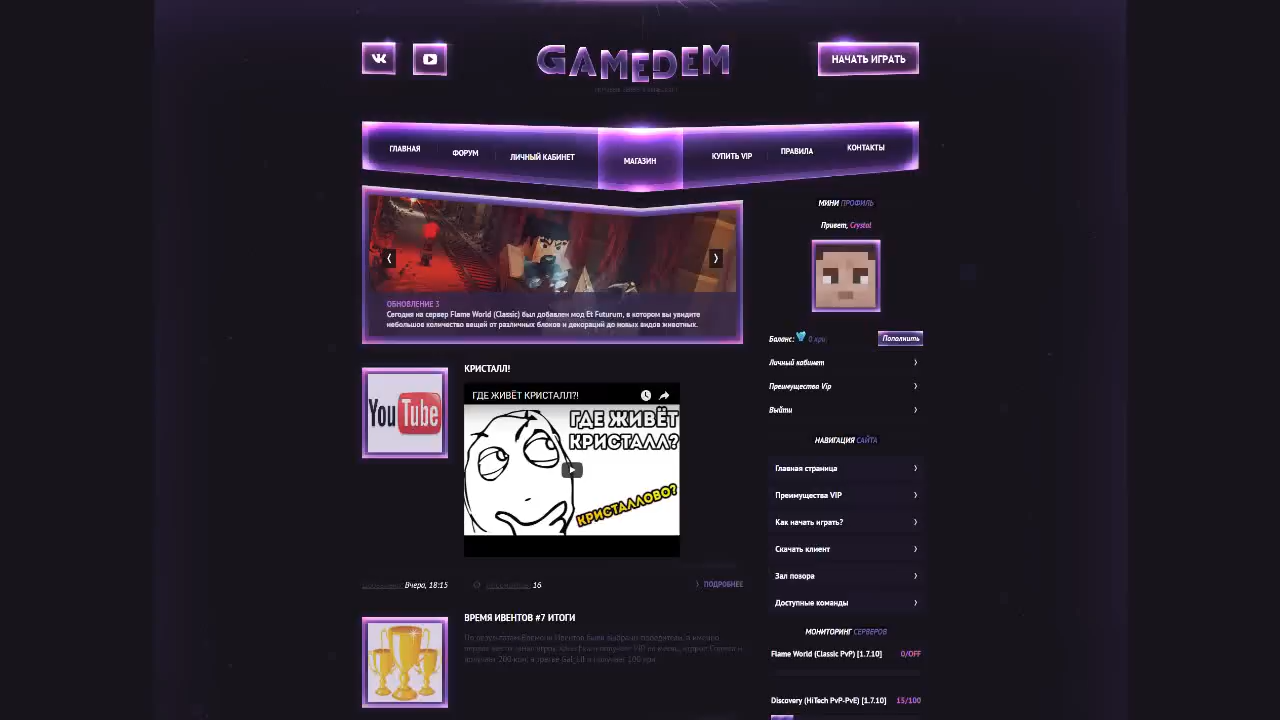 GAMEDEM
НАЧАТЬ ИГРАТЬ
ГЛАВНАЯ
ФОРУМ
ЛИЧНЫЙ КАБИНЕТ
МАГАЗИН
КУПИТЬ VIP
ПРАВИЛА
КОНТАКТЫ
ОБНОВЛЕНИЕ 3
Сегодня на сервер Flame World (Classic) был добавлен мод Et Futurum, в котором вы увидите
небольшое количество вещей от различных блоков и декораций до новых видов животных.
КРИСТАЛЛ!
You Tube
ГДЕ ЖИВЁТ КРИСТАЛЛ?!
ГДЕ ЖИВЁТ
КРИСТАЛЛ?
КРИСТАЛЛОВО?
Вчера, 18:15
16
ПОДРОБНЕЕ
ВРЕМЯ ИВЕНТОВ #7 ИТОГИ
МИНИ ПРОФИЛЬ
Привет, Crystal
Баланс: 0 кри
Пополнить
Личный кабинет
Преимущества Vip
Выйти
НАВИГАЦИЯ САЙТА
Главная страница
Преимущества VIP
Как начать играть?
Скачать клиент
Зал позора
Доступные команды
МОНИТОРИНГ СЕРВЕРОВ
Flame World (Classic PvP) [1.7.10] 0/OFF
Discovery (HiTech PvP-PvE) [1.7.10] 15/100